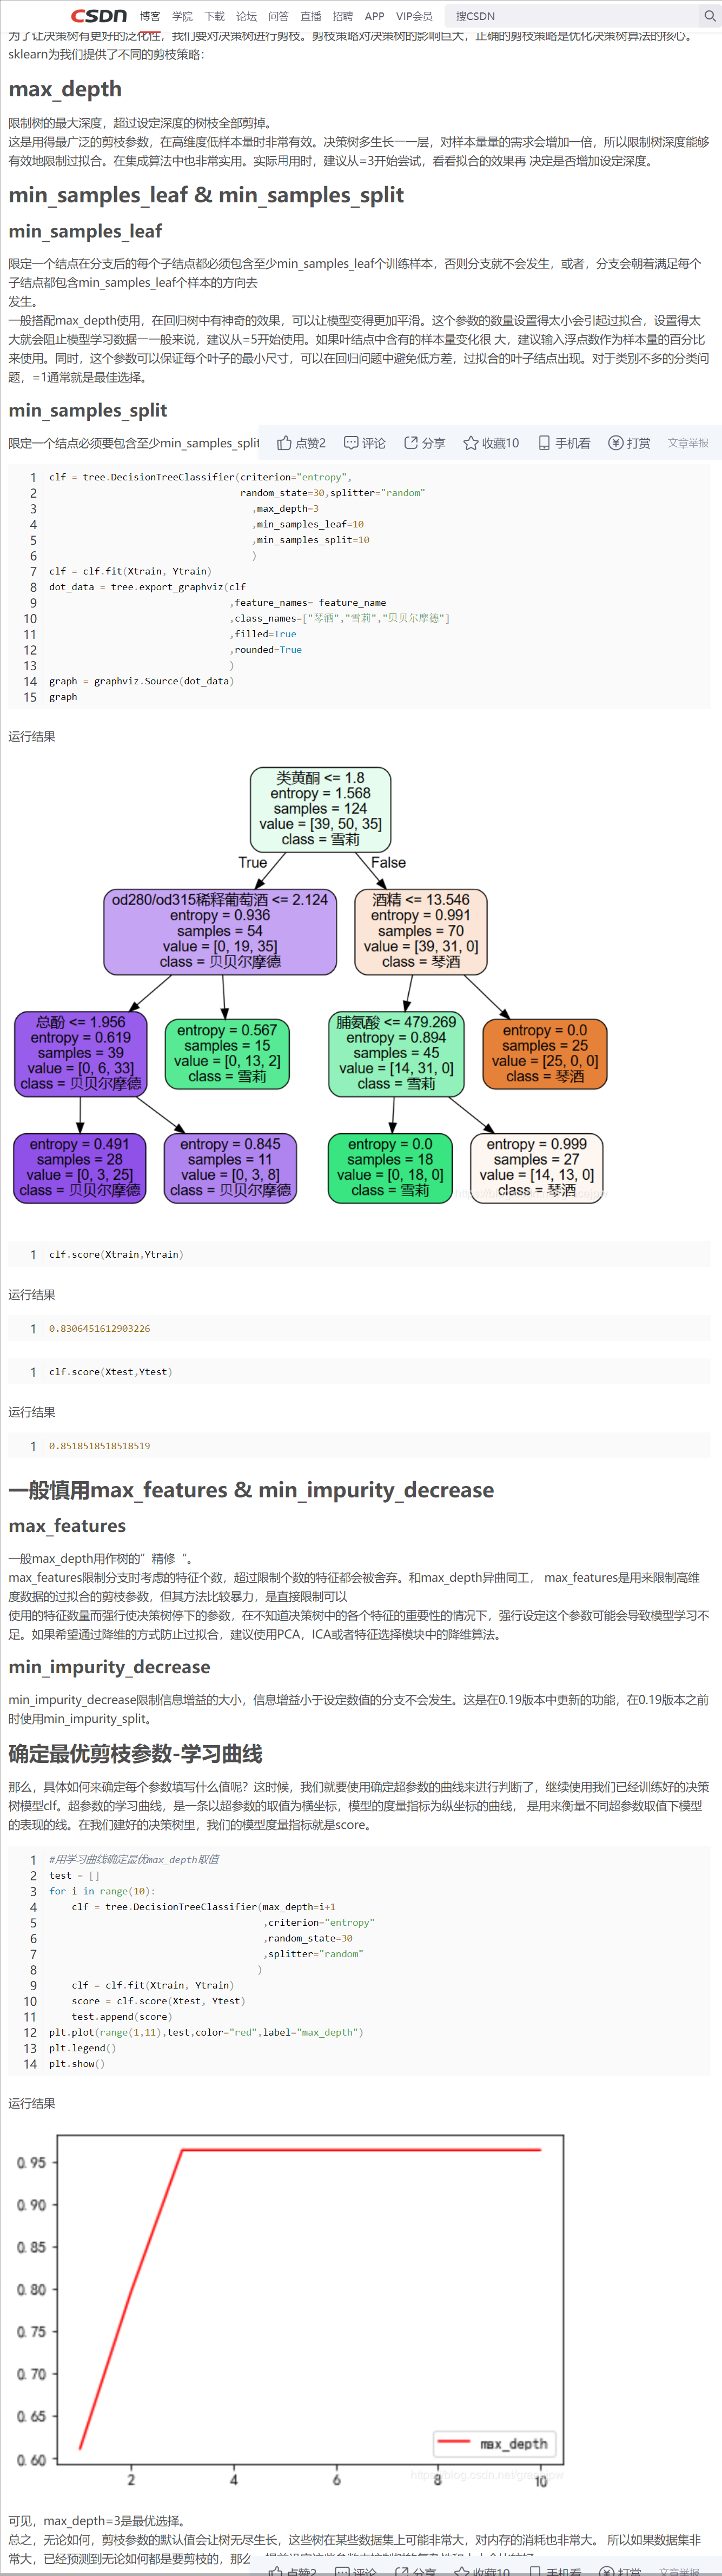 CSDN 博客 学院 下载 论坛 问答 直播 招聘 APP VIP会员 搜CSDN
为了让决策树有更好的泛化性，我们要对决策树进行剪枝。剪枝策略对决策树的影响巨大，正确的剪枝策略是优化决策树算法的核心。
sklearn为我们提供了不同的剪枝策略：
max_depth
限制树的最大深度，超过设定深度的树枝全部剪掉。
这是用得最广泛的剪枝参数，在高维度低样本量时非常有效。决策树多生长一一层，对样本量量的需求会增加一倍，所以限制树深度能够
有效地限制过拟合。在集成算法中也非常实用。实际用用时，建议从=3开始尝试，看看拟合的效果再 决定是否增加设定深度。
min_samples_leaf & min_samples_split
min_samples_leaf
限定一个结点在分支后的每个子结点都必须包含至少min_samples_leaf个训练样本，否则分支就不会发生，或者，分支会朝着满足每个
子结点都包含min_samples_leaf个样本的方向去
发生。
一般搭配max_depth使用，在回归树中有神奇的效果，可以让模型变得更加平滑。这个参数的数量设置得太小会引起过拟合，设置得太
大就会阻止模型学习数据一一般来说，建议从=5开始使用。如果叶结点中含有的样本量变化很 大，建议输入浮点数作为样本量的百分比
来使用。同时，这个参数可以保证每个叶子的最小尺寸，可以在回归问题中避免低方差，过拟合的叶子结点出现。对于类别不多的分类问
题，=1通常就是最佳选择。
min_samples_split
限定一个结点必须要包含至少min_samples_split 点赞2 评论 分享 收藏10 手机看 打赏 文章举报
1 clf = tree.DecisionTreeClassifier(criterion="entropy",
2 random_state=30,splitter="random"
3 ,max_depth=3
4 ,min_samples_leaf=10
5 ,min_samples_split=10
6 )
7 clf = clf.fit(Xtrain, Ytrain)
8 dot_data = tree.export_graphviz(clf
9 ,feature_names= feature_name
10 ,class_names=["琴酒","雪莉","贝贝尔摩德"]
11 ,filled=True
12 ,rounded=True
13 )
14 graph = graphviz.Source(dot_data)
15 graph
运行结果
类黄酮 <= 1.8
entropy = 1.568
samples = 124
value = [39, 50, 35]
class = 雪莉
True False
od280/od315稀释葡萄酒 <= 2.124
entropy = 0.936
samples = 54
value = [0, 19, 35]
class = 贝贝尔摩德
酒精 <= 13.546
entropy = 0.991
samples = 70
value = [39, 31, 0]
class = 琴酒
总酚 <= 1.956
entropy = 0.619
samples = 39
value = [0, 6, 33]
class = 贝贝尔摩德
entropy = 0.567
samples = 15
value = [0, 13, 2]
class = 雪莉
脯氨酸 <= 479.269
entropy = 0.894
samples = 45
value = [14, 31, 0]
class = 雪莉
entropy = 0.0
samples = 25
value = [25, 0, 0]
class = 琴酒
entropy = 0.491
samples = 28
value = [0, 3, 25]
class = 贝贝尔摩德
entropy = 0.845
samples = 11
value = [0, 3, 8]
class = 贝贝尔摩德
entropy = 0.0
samples = 18
value = [0, 18, 0]
class = 雪莉
entropy = 0.999
samples = 27
value = [14, 13, 0]
class = 琴酒
1 clf.score(Xtrain,Ytrain)
运行结果
1 0.8306451612903226
1 clf.score(Xtest,Ytest)
运行结果
1 0.8518518518518519
一般慎用max_features & min_impurity_decrease
max_features
一般max_depth用作树的”精修“。
max_features限制分支时考虑的特征个数，超过限制个数的特征都会被舍弃。和max_depth异曲同工， max_features是用来限制高维
度数据的过拟合的剪枝参数，但其方法比较暴力，是直接限制可以
使用的特征数量而强行使决策树停下的参数，在不知道决策树中的各个特征的重要性的情况下，强行设定这个参数可能会导致模型学习不
足。如果希望通过降维的方式防止过拟合，建议使用PCA，ICA或者特征选择模块中的降维算法。
min_impurity_decrease
min_impurity_decrease限制信息增益的大小，信息增益小于设定数值的分支不会发生。这是在0.19版本中更新的功能，在0.19版本之前
时使用min_impurity_split。
确定最优剪枝参数-学习曲线
那么，具体如何来确定每个参数填写什么值呢？这时候，我们就要使用确定超参数的曲线来进行判断了，继续使用我们已经训练好的决策
树模型clf。超参数的学习曲线，是一条以超参数的取值为横坐标，模型的度量指标为纵坐标的曲线， 是用来衡量不同超参数取值下模型
的表现的线。在我们建好的决策树里，我们的模型度量指标就是score。
1 #用学习曲线确定最优max_depth取值
2 test = []
3 for i in range(10):
4 clf = tree.DecisionTreeClassifier(max_depth=i+1
5 ,criterion="entropy"
6 ,random_state=30
7 ,splitter="random"
8 )
9 clf = clf.fit(Xtrain, Ytrain)
10 score = clf.score(Xtest, Ytest)
11 test.append(score)
12 plt.plot(range(1,11),test,color="red",label="max_depth")
13 plt.legend()
14 plt.show()
运行结果
0.95
0.90
0.85
0.80
0.75
0.70
0.65
0.60
max_depth
2 4 6 8 10
可见，max_depth=3是最优选择。
总之，无论如何，剪枝参数的默认值会让树无尽生长，这些树在某些数据集上可能非常大，对内存的消耗也非常大。 所以如果数据集非
常大，已经预测到无论如何都是要剪枝的，那么
点赞2 评论 分享 收藏10 手机看 打赏 文章举报